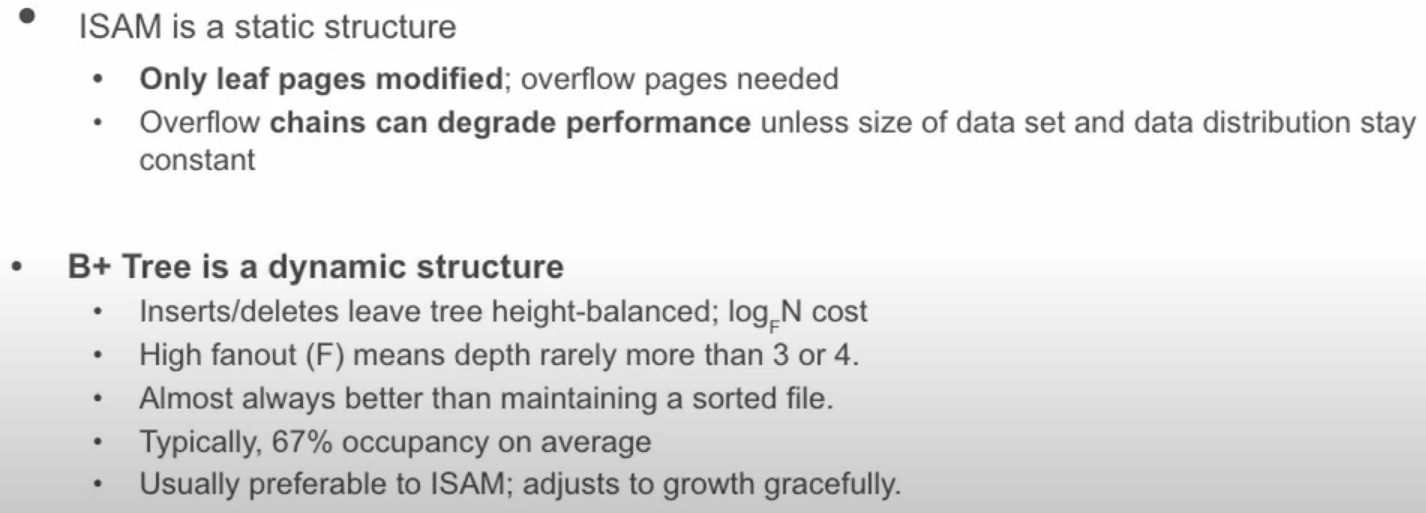 • ISAM is a static structure
• Only leaf pages modified; overflow pages needed
• Overflow chains can degrade performance unless size of data set and data distribution stay
constant
• B+ Tree is a dynamic structure
• Inserts/deletes leave tree height-balanced; log_F N cost
• High fanout (F) means depth rarely more than 3 or 4.
• Almost always better than maintaining a sorted file.
• Typically, 67% occupancy on average
• Usually preferable to ISAM; adjusts to growth gracefully.